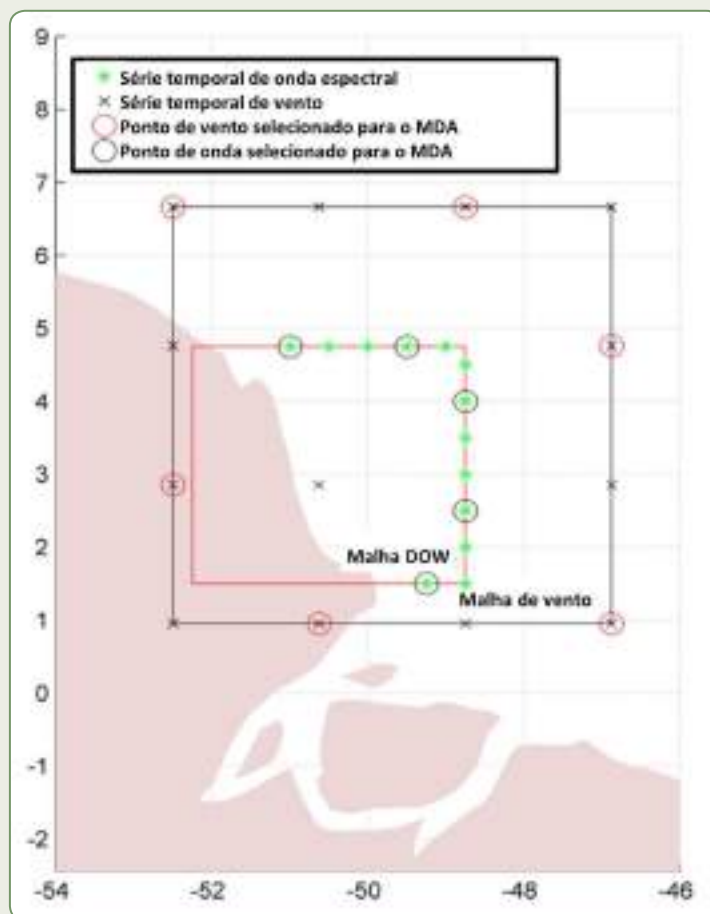 9
Série temporal de onda espectral
8
Série temporal de vento
Ponto de vento selecionado para o MDA
Ponto de onda selecionado para o MDA
7
6
5
4
3
2
Malha DOW
Malha de vento
1
0
-1
-2
-54 -52 -50 -48 -46